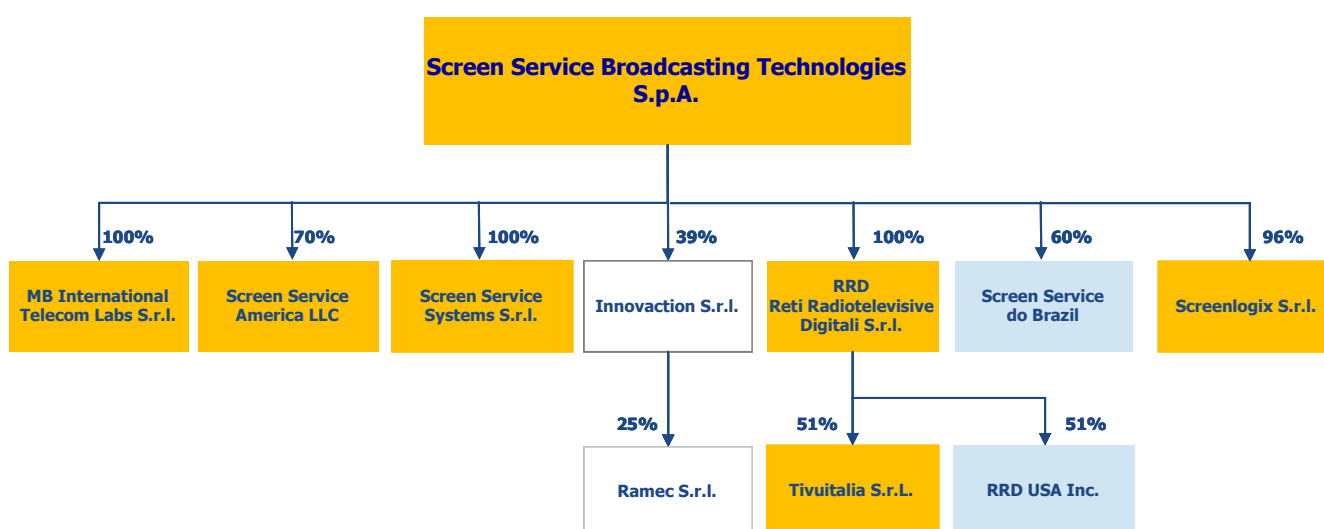 Screen Service Broadcasting Technologies
S.p.A.
100%
70%
100%
39%
100%
60%
96%
MB International
Telecom Labs S.r.l.
Screen Service
America LLC
Screen Service
Systems S.r.l.
Innovaction S.r.l.
RRD
Reti Radiotelevisive
Digitali S.r.l.
Screen Service
do Brazil
Screenlogix S.r.l.
25%
51%
51%
Ramec S.r.l.
Tivuitalia S.r.L.
RRD USA Inc.